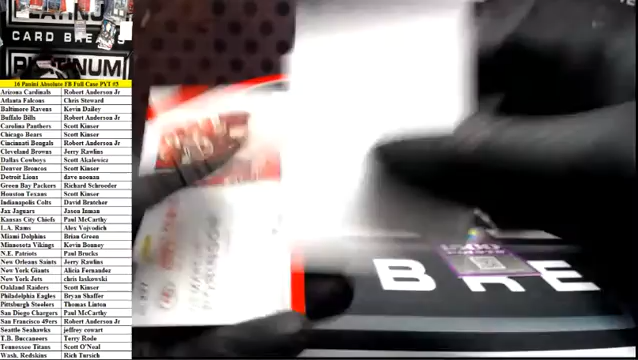 CARD BREAKS
PLATINUM
16 Panini Absolute FB Full Case PYT #3
Arizona Cardinals Robert Anderson Jr
Atlanta Falcons Chris Steward
Baltimore Ravens Kevin Dailey
Buffalo Bills Robert Anderson Jr
Carolina Panthers Scott Kinser
Chicago Bears Scott Kinser
Cincinnati Bengals Robert Anderson Jr
Cleveland Browns Jerry Rawlins
Dallas Cowboys Scott Akalewicz
Denver Broncos Scott Kinser
Detroit Lions dave noonan
Green Bay Packers Richard Schroeder
Houston Texans Scott Kinser
Indianapolis Colts David Bratcher
Jax Jaguars Jason Inman
Kansas City Chiefs Paul McCarthy
L.A. Rams Alex Vojvodich
Miami Dolphins Brian Green
Minnesota Vikings Kevin Bonney
N.E. Patriots Paul Brucks
New Orleans Saints Jerry Rawlins
New York Giants Alicia Fernandez
New York Jets chris laskowski
Oakland Raiders Scott Kinser
Philadelphia Eagles Bryan Shaffer
Pittsburgh Steelers Thomas Linton
San Diego Chargers Paul McCarthy
San Francisco 49ers Robert Anderson Jr
Seattle Seahawks jeffrey cowart
T.B. Buccaneers Terry Rode
Tennessee Titans Scott O'Neal
Wash. Redskins Rich Tursich
BRE